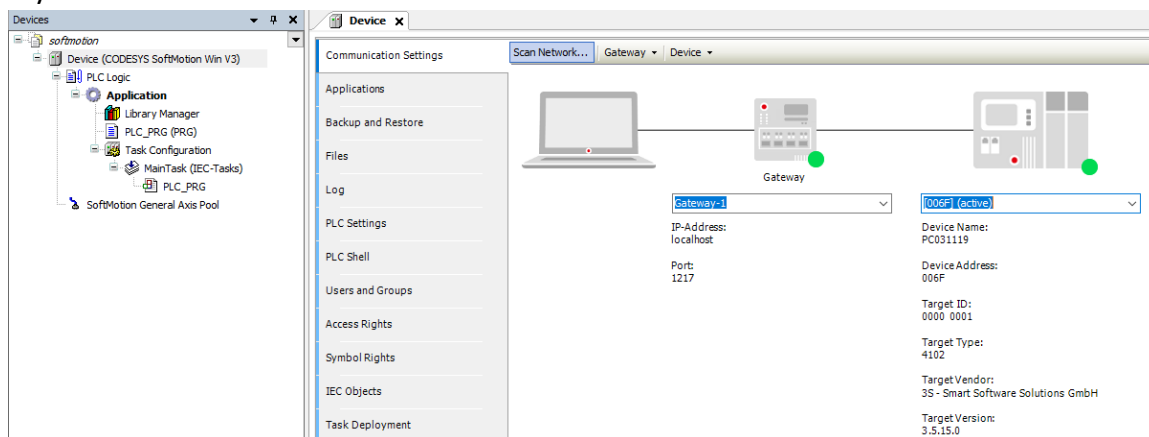 Devices
Device
softmotion
Device (CODESYS SoftMotion Win V3)
PLC Logic
Application
Library Manager
PLC_PRG (PRG)
Task Configuration
MainTask (IEC-Tasks)
PLC_PRG
SoftMotion General Axis Pool
Communication Settings
Applications
Backup and Restore
Files
Log
PLC Settings
PLC Shell
Users and Groups
Access Rights
Symbol Rights
IEC Objects
Task Deployment
Scan Network... Gateway Device
Gateway
Gateway-1
IP-Address:
localhost
Port:
1217
[006F] (active)
Device Name:
PC031119
Device Address:
006F
Target ID:
0000 0001
Target Type:
4102
Target Vendor:
3S - Smart Software Solutions GmbH
Target Version:
3.5.15.0